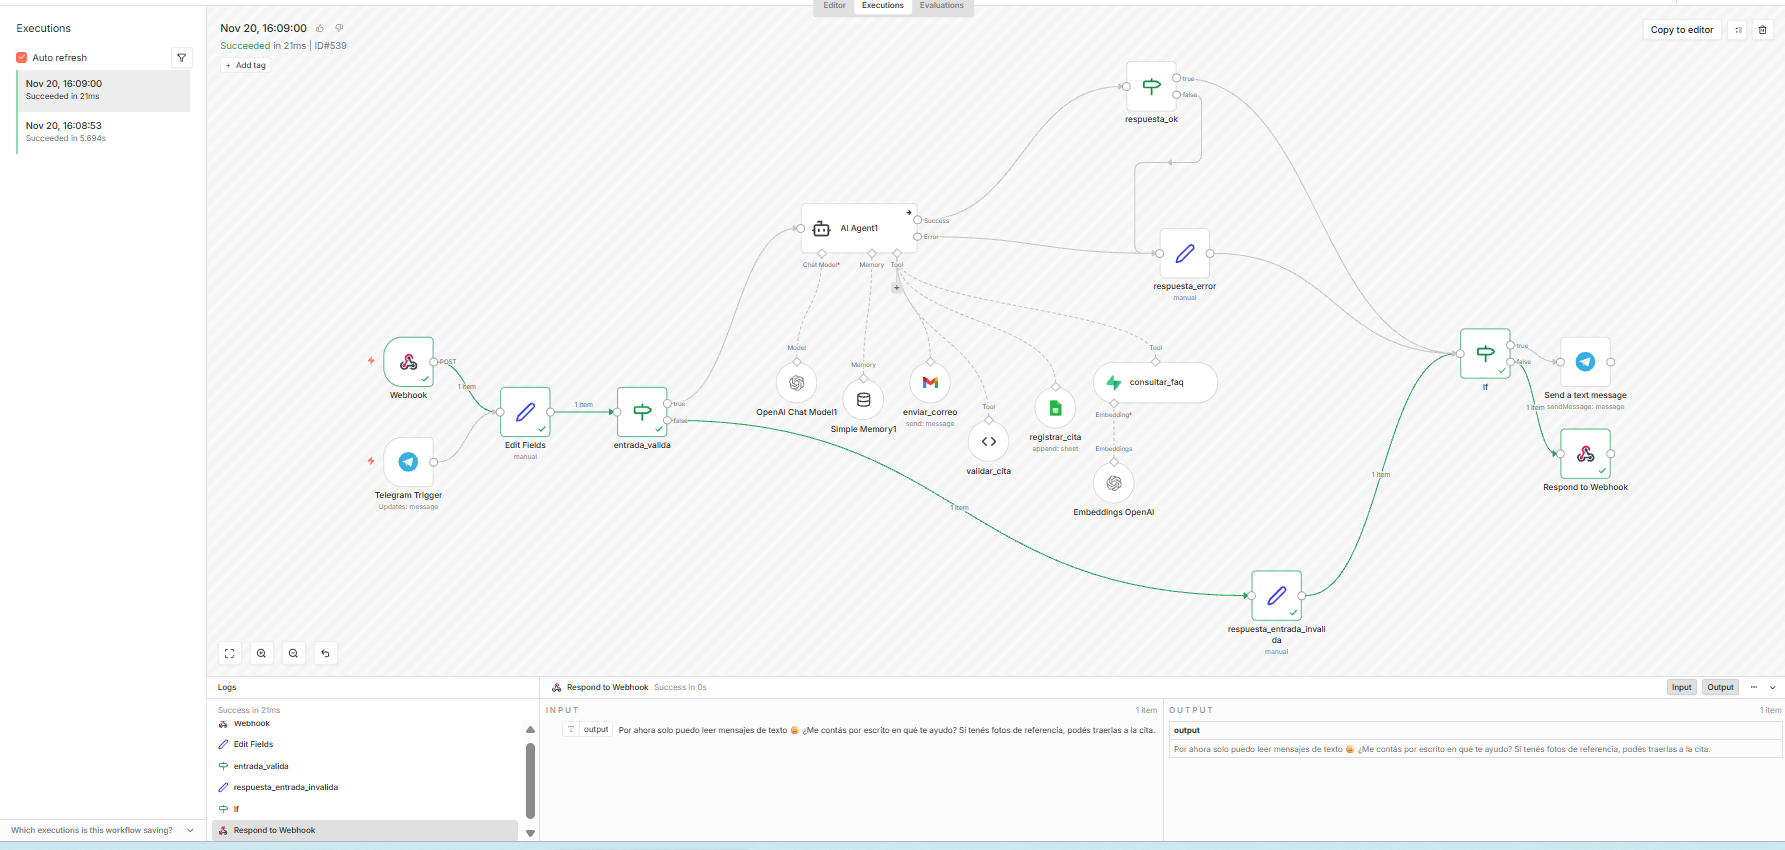 Editor
Executions
Evaluations
Executions
Auto refresh
Nov 20, 16:09:00
Succeeded in 21ms
Nov 20, 16:08:53
Succeeded in 5.694s
Which executions is this workflow saving?
Nov 20, 16:09:00
Succeeded in 21ms | ID#539
+ Add tag
Copy to editor
true
false
respuesta_ok
AI Agent1
Success
Error
Chat Model*
Memory
Tool
+
respuesta_error
manual
POST
1 item
Webhook
1 item
Edit Fields
manual
true
false
entrada_valida
Telegram Trigger
Updates: message
Model
OpenAI Chat Model1
Memory
Simple Memory1
enviar_correo
send: message
Tool
validar_cita
registrar_cita
append: sheet
Tool
consultar_faq
Embedding*
Embeddings
Embeddings OpenAI
1 item
respuesta_entrada_invali
da
manual
1 item
true
false
If
Send a text message
sendMessage: message
1 item
Respond to Webhook
Logs
Success in 21ms
Webhook
Edit Fields
entrada_valida
respuesta_entrada_invalida
If
Respond to Webhook
Respond to Webhook Success in 0s
Input
Output
INPUT
1 item
T output Por ahora solo puedo leer mensajes de texto 😅 ¿Me contás por escrito en qué te ayudo? Si tenés fotos de referencia, podés traerlas a la cita.
OUTPUT
1 item
output
Por ahora solo puedo leer mensajes de texto 😅 ¿Me contás por escrito en qué te ayudo? Si tenés fotos de referencia, podés traerlas a la cita.